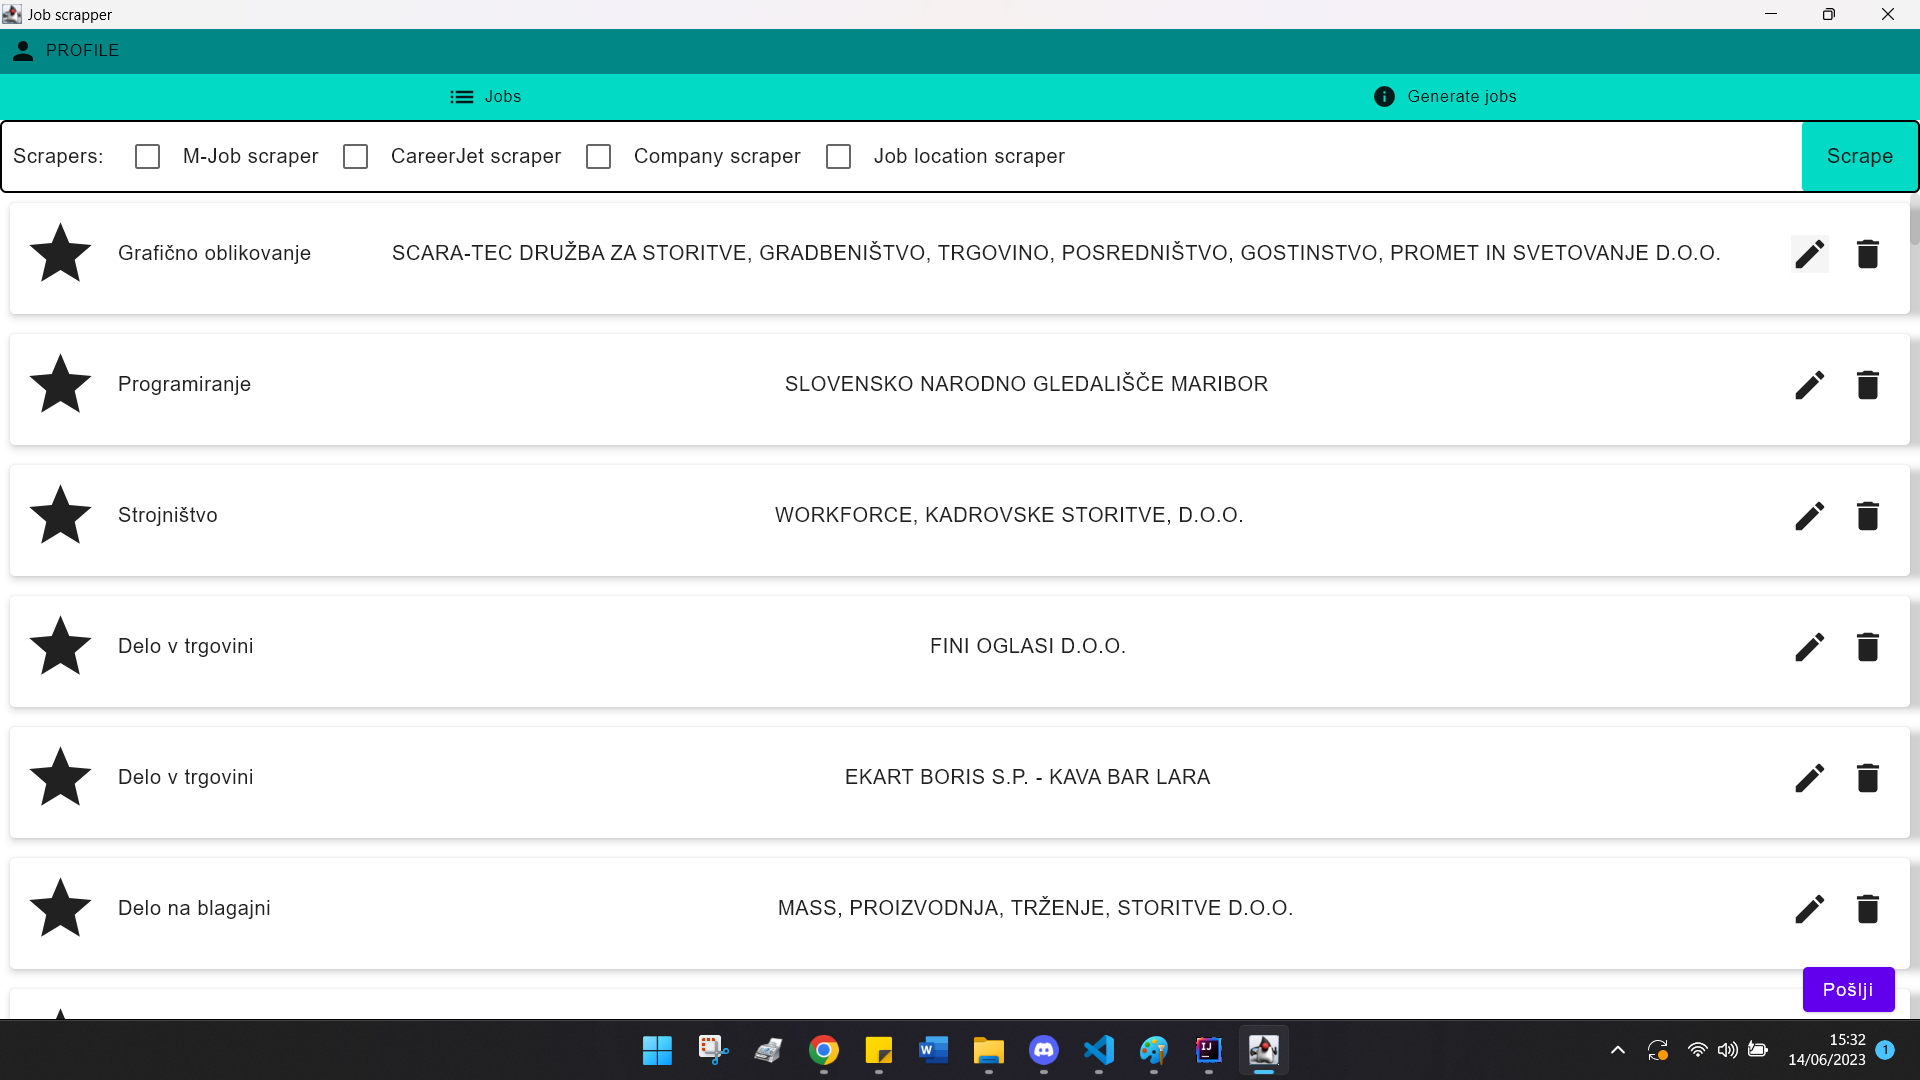 Job scrapper
PROFILE
Jobs
Generate jobs
Scrapers: M-Job scraper CareerJet scraper Company scraper Job location scraper Scrape
Grafično oblikovanje SCARA-TEC DRUŽBA ZA STORITVE, GRADBENIŠTVO, TRGOVINO, POSREDNIŠTVO, GOSTINSTVO, PROMET IN SVETOVANJE D.O.O.
Programiranje SLOVENSKO NARODNO GLEDALIŠČE MARIBOR
Strojništvo WORKFORCE, KADROVSKE STORITVE, D.O.O.
Delo v trgovini FINI OGLASI D.O.O.
Delo v trgovini EKART BORIS S.P. - KAVA BAR LARA
Delo na blagajni MASS, PROIZVODNJA, TRŽENJE, STORITVE D.O.O.
Pošlji
15:32
14/06/2023
1